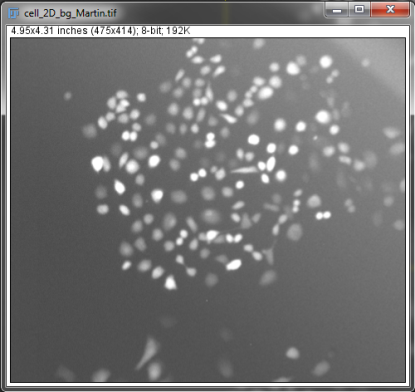 cell_2D_bg_Martin.tif
4.95x4.31 inches (475x414); 8-bit; 192K